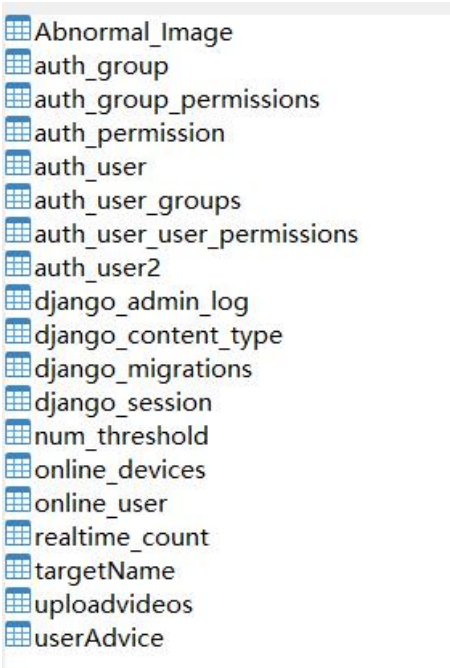 Abnormal_Image
auth_group
auth_group_permissions
auth_permission
auth_user
auth_user_groups
auth_user_user_permissions
auth_user2
django_admin_log
django_content_type
django_migrations
django_session
num_threshold
online_devices
online_user
realtime_count
targetName
uploadvideos
userAdvice